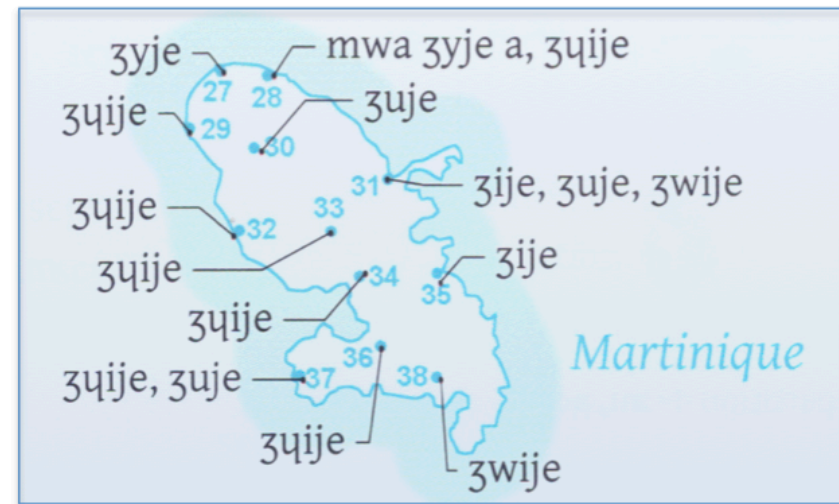 ʒyje
mwa ʒyje a, ʒɥije
27
28
ʒuje
ʒɥije
29
30
31
ʒije, ʒuje, ʒwije
ʒɥije
32
33
ʒɥije
34
ʒije
35
ʒɥije
36
Martinique
ʒɥije, ʒuje
37
38
ʒɥije
ʒwije